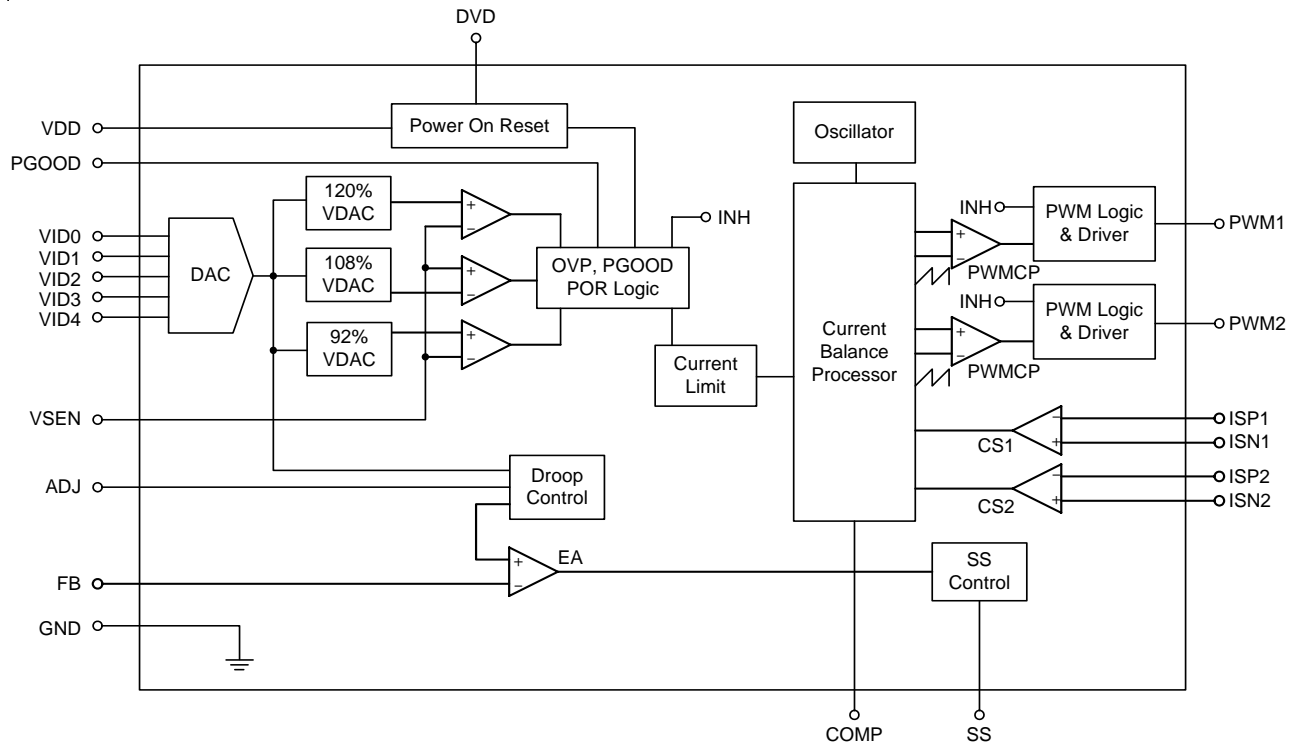 DVD
VDD
Power On Reset
Oscillator
PGOOD
120%
VDAC
+
−
INH
INH
+
−
PWM Logic
& Driver
PWM1
PWMCP
VID0
VID1
VID2
VID3
VID4
DAC
108%
VDAC
+
−
OVP, PGOOD
POR Logic
INH
+
−
PWM Logic
& Driver
PWM2
PWMCP
92%
VDAC
+
−
Current
Limit
Current
Balance
Processor
VSEN
−
+
CS1
ISP1
ISN1
ADJ
Droop
Control
−
+
CS2
ISP2
ISN2
FB
+
−
EA
SS
Control
GND
COMP
SS